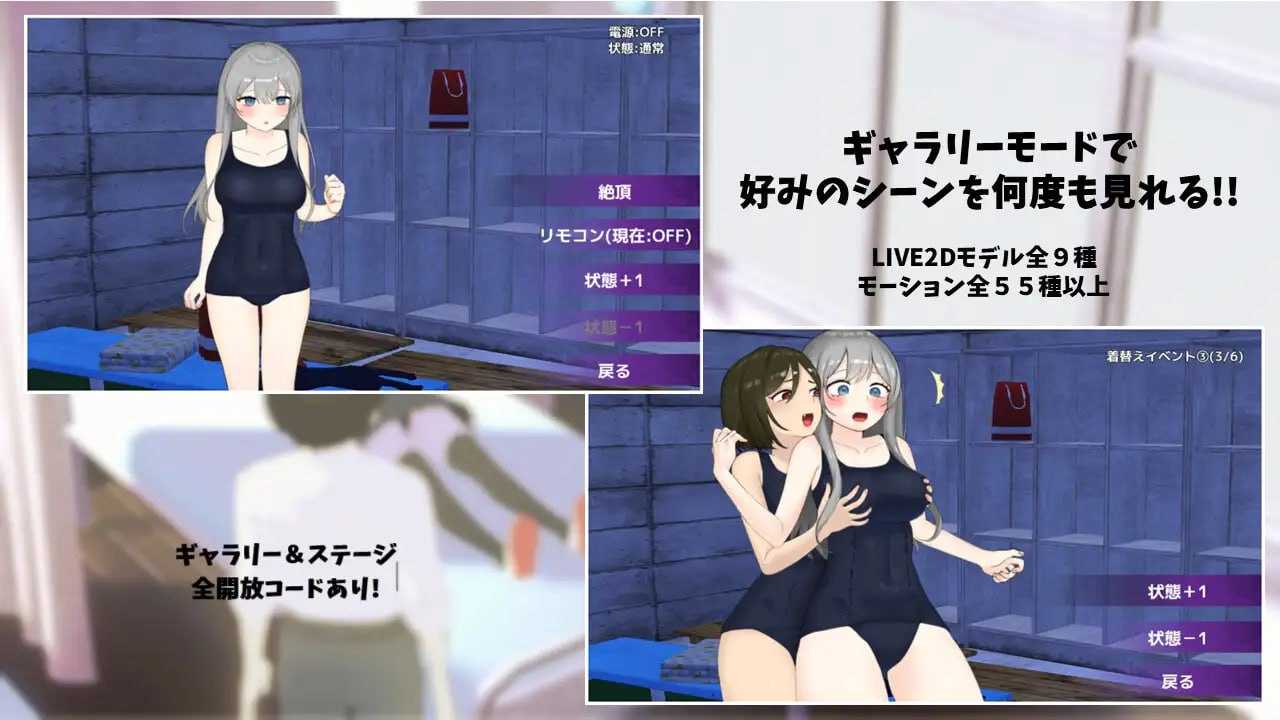 電源:OFF
状態:通常
絶頂
リモコン(現在:OFF)
状態+1
状態-1
戻る
ギャラリーモードで
好みのシーンを何度も見れる!!
LIVE2Dモデル全９種
モーション全５５種以上
着替えイベント③(3/6)
状態+1
状態-1
戻る
ギャラリー＆ステージ
全開放コードあり!